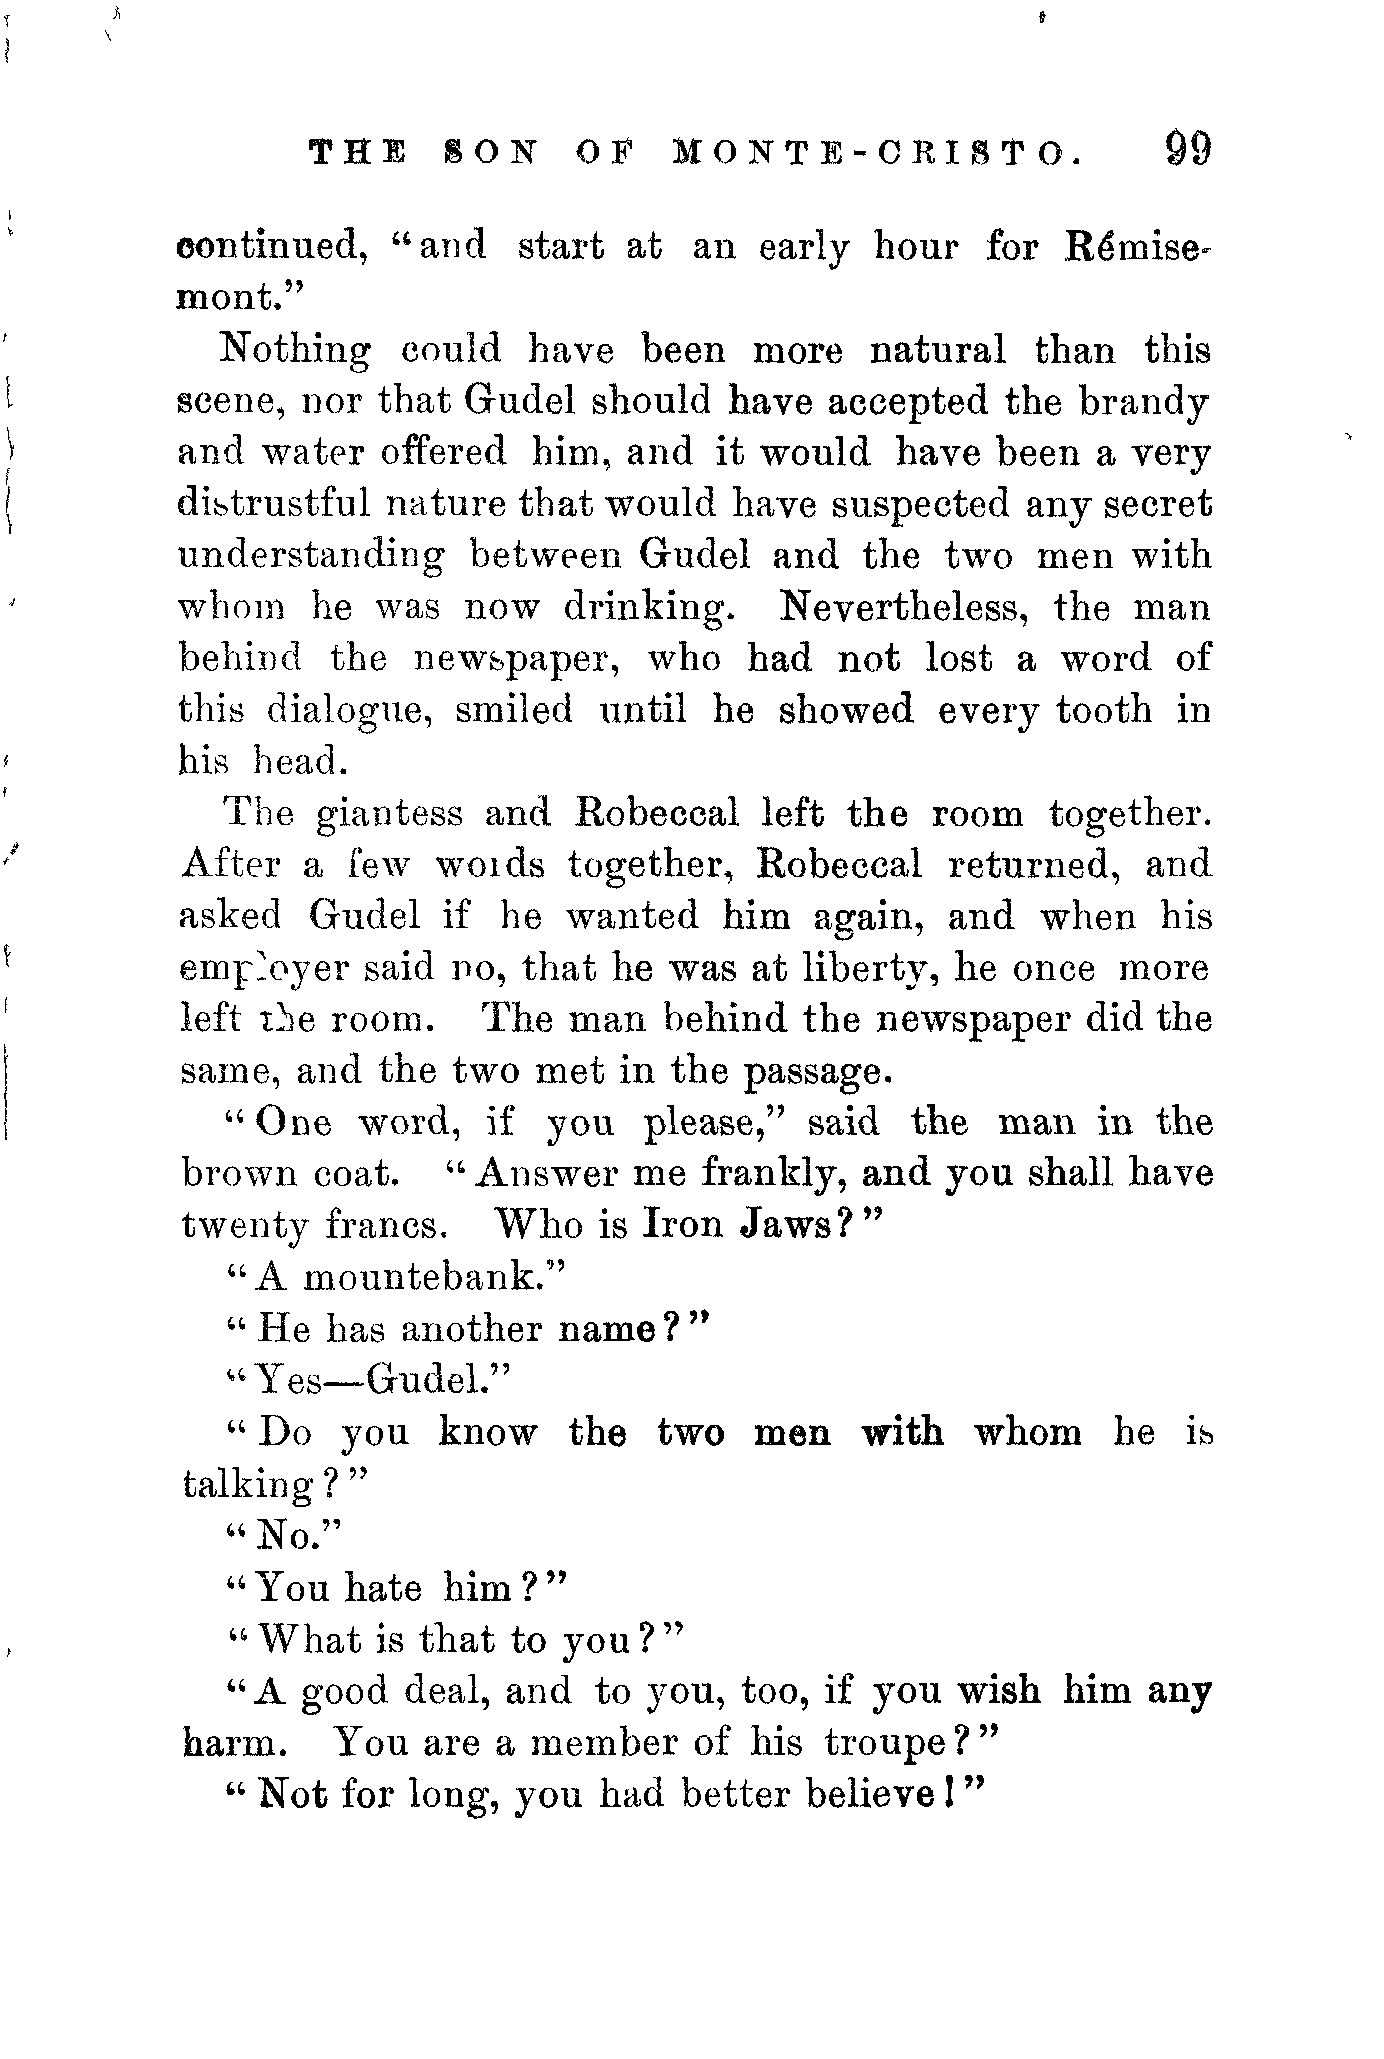 THE SON OF MONTE-CRISTO. 99
continued, "and start at an early hour for Rémise-
mont."
Nothing could have been more natural than this
scene, nor that Gudel should have accepted the brandy
and water offered him, and it would have been a very
distrustful nature that would have suspected any secret
understanding between Gudel and the two men with
whom he was now drinking. Nevertheless, the man
behind the newspaper, who had not lost a word of
this dialogue, smiled until he showed every tooth in
his head.
The giantess and Robeccal left the room together.
After a few words together, Robeccal returned, and
asked Gudel if he wanted him again, and when his
employer said no, that he was at liberty, he once more
left the room. The man behind the newspaper did the
same, and the two met in the passage.
"One word, if you please," said the man in the
brown coat. "Answer me frankly, and you shall have
twenty francs. Who is Iron Jaws?"
"A mountebank."
"He has another name?"
"Yes—Gudel."
"Do you know the two men with whom he is
talking?"
"No."
"You hate him?"
"What is that to you?"
"A good deal, and to you, too, if you wish him any
harm. You are a member of his troupe?"
"Not for long, you had better believe!"